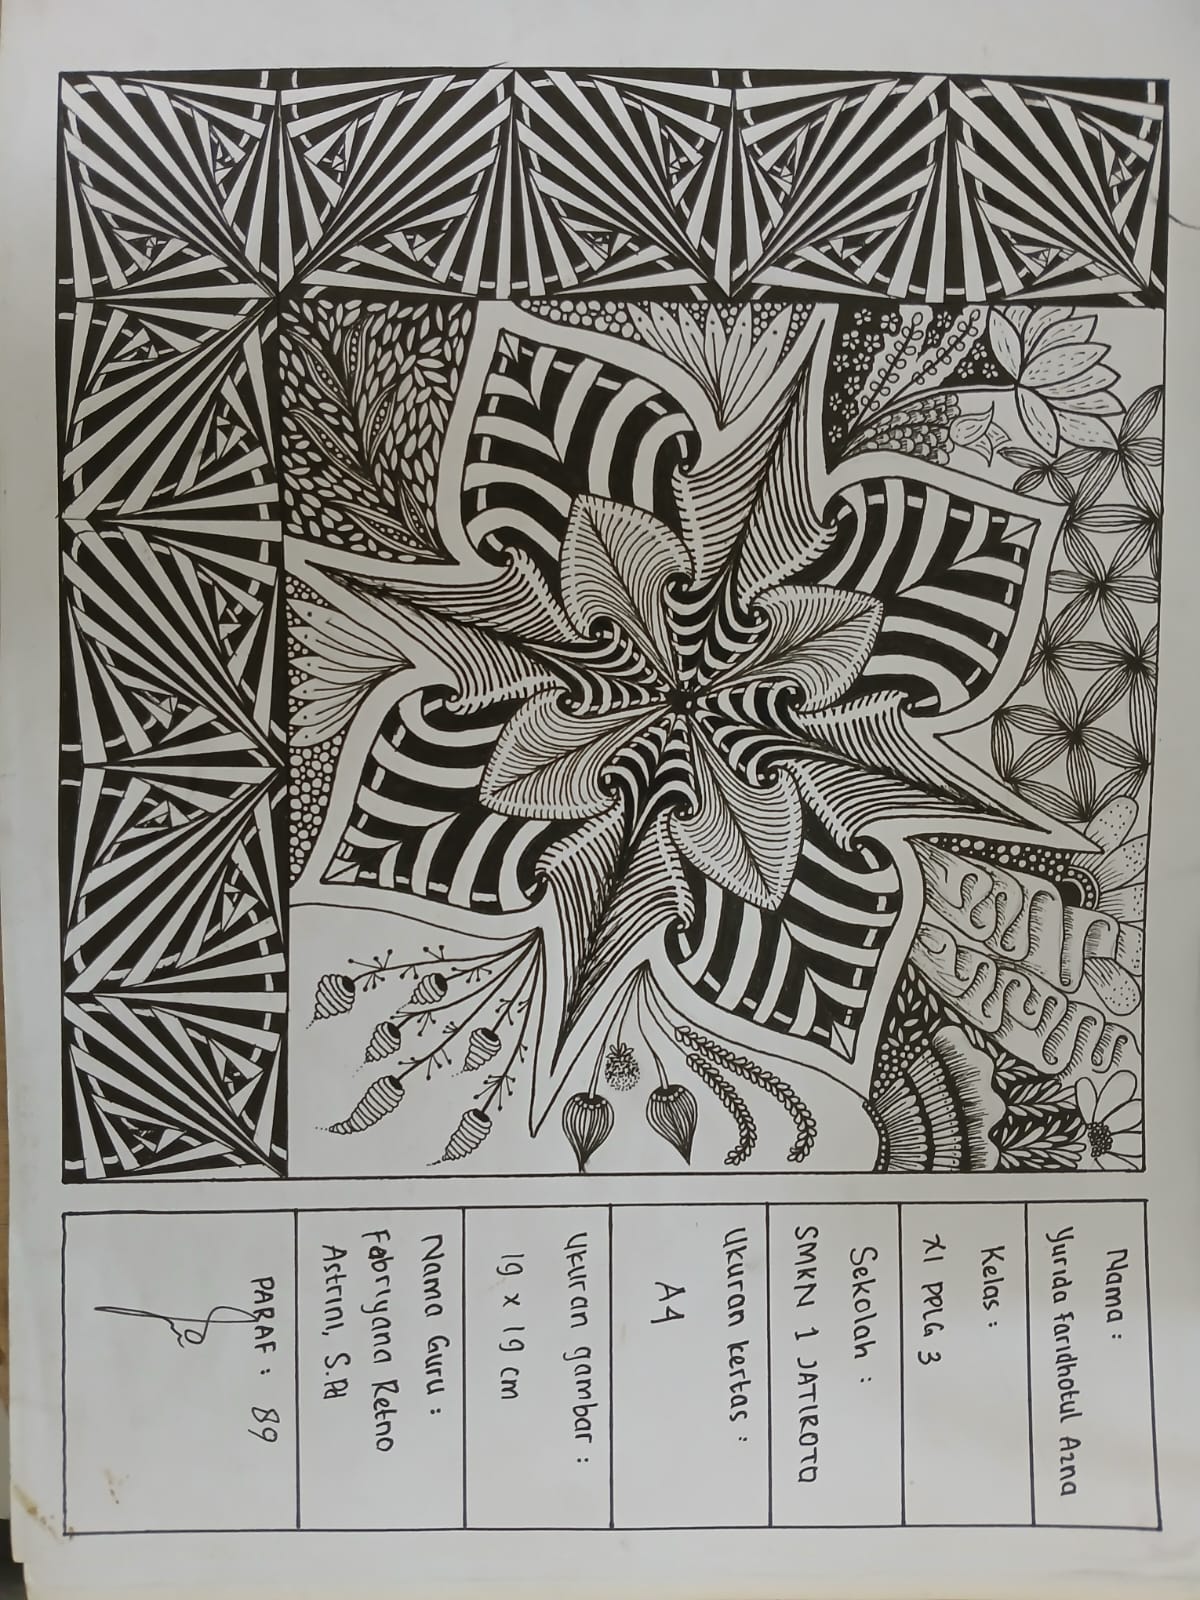 Nama :
Yurida Faridhotul Azna
Kelas :
XI PPLG 3
Sekolah :
SMKN 1 JATIROTO
Ukuran kertas :
A4
Ukuran gambar :
19 x 19 cm
Nama Guru :
Fabriyana Retno
Astrini, S.Pd
PARAF : 89